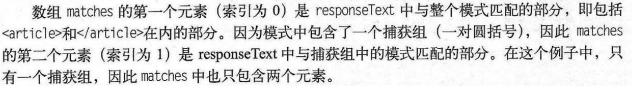 数组 matches 的第一个元素（索引为 0）是 responseText 中与整个模式匹配的部分，即包括
<article>和</article>在内的部分。因为模式中包含了一个捕获组（一对圆括号），因此 matches
的第二个元素（索引为 1）是 responseText 中与捕获组中的模式匹配的部分。在这个例子中，只
有一个捕获组，因此 matches 中也只包含两个元素。